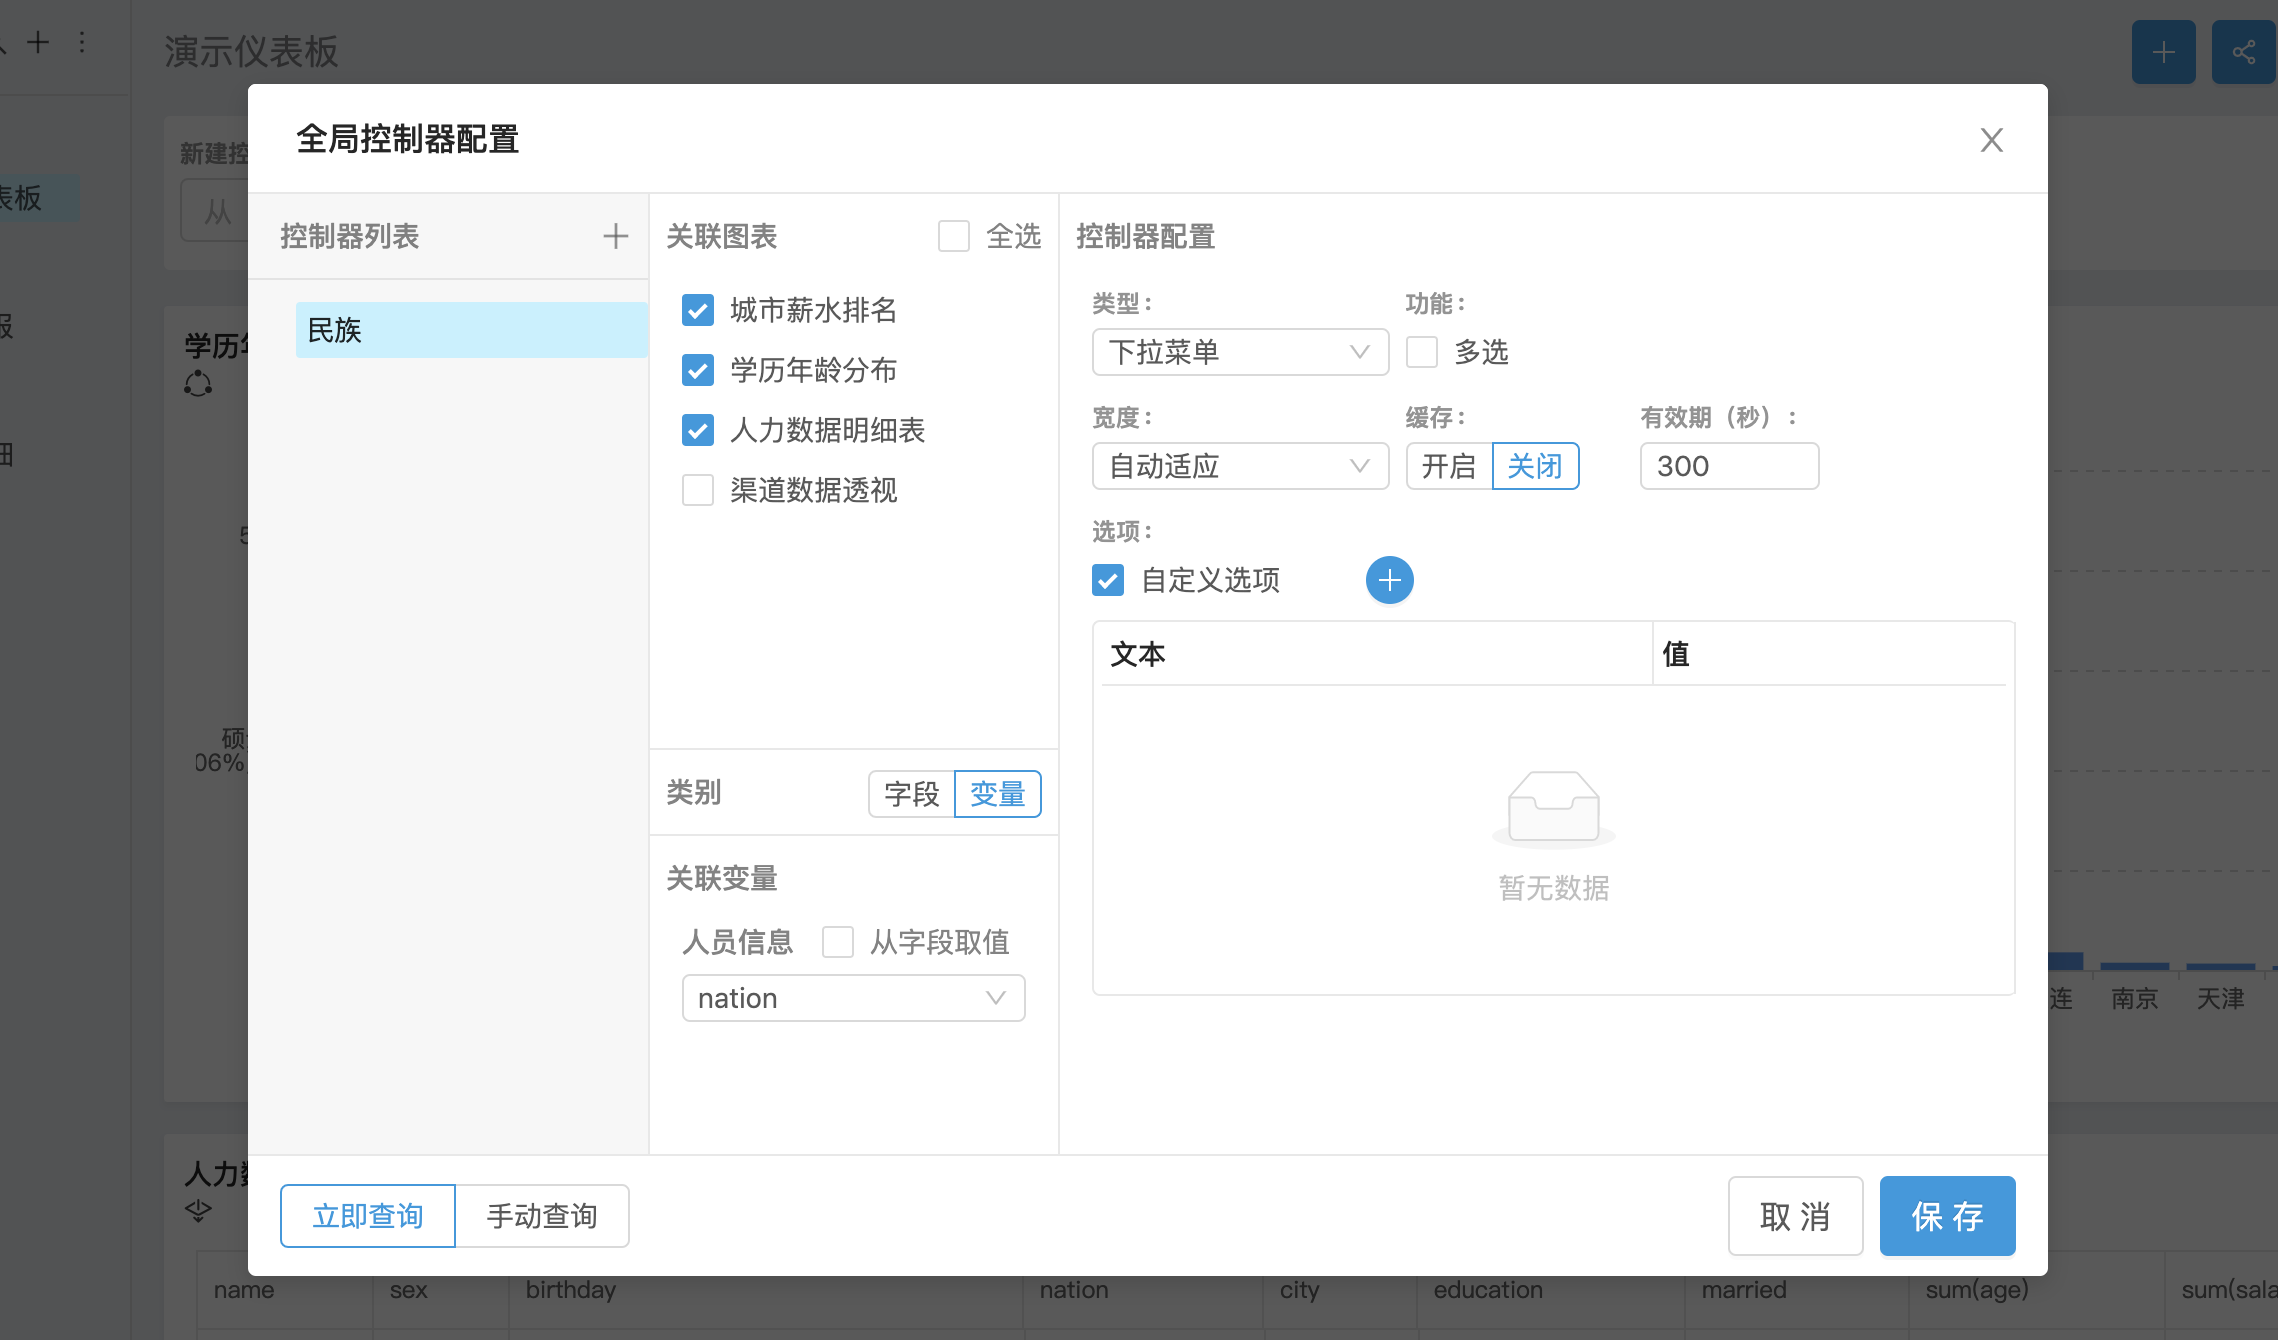 演示仪表板
新建控
表板
从
全局控制器配置
控制器列表
民族
关联图表
全选
城市薪水排名
学历年龄分布
人力数据明细表
渠道数据透视
类别
字段
变量
关联变量
人员信息
从字段取值
nation
控制器配置
类型：
功能：
下拉菜单
多选
宽度：
缓存：
有效期（秒）：
自动适应
开启
关闭
300
选项：
自定义选项
文本
值
暂无数据
立即查询
手动查询
取 消
保 存
学历年
5
硕
06%
连
南京
天津
人力数
name
sex
birthday
nation
city
education
married
sum(age)
sum(sala